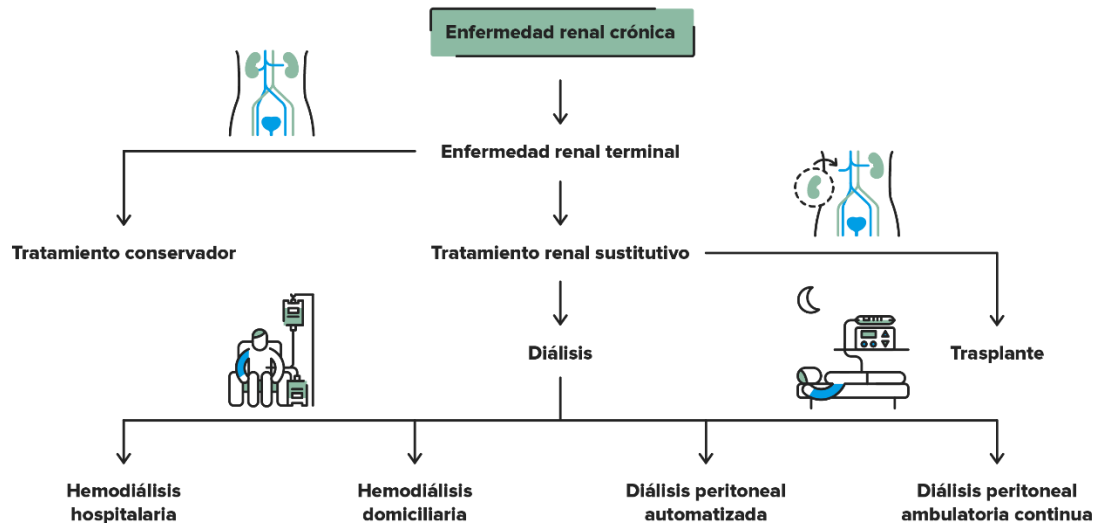 Enfermedad renal crónica
Enfermedad renal terminal
Tratamiento conservador
Tratamiento renal sustitutivo
Diálisis
Trasplante
Hemodiálisis
hospitalaria
Hemodiálisis
domiciliaria
Diálisis peritoneal
automatizada
Diálisis peritoneal
ambulatoria continua